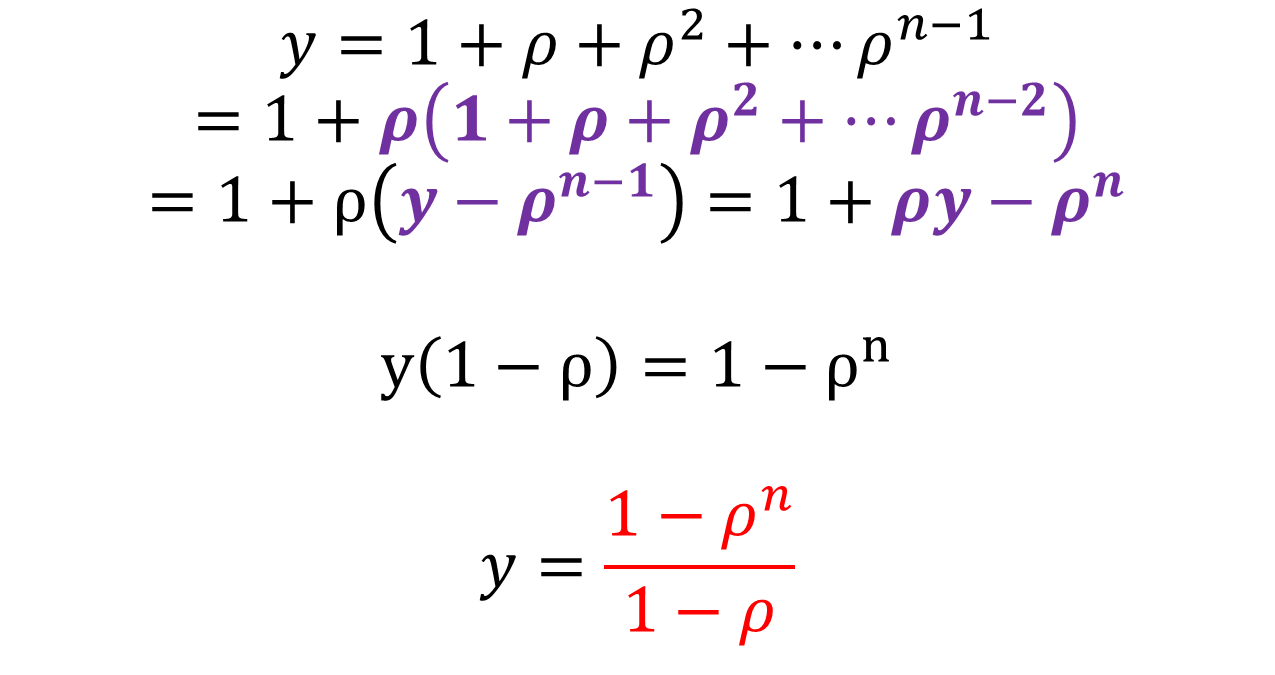 y = 1 + ρ + ρ² + ⋯ ρⁿ⁻¹
= 1 + ρ(1 + ρ + ρ² + ⋯ ρⁿ⁻²)
= 1 + ρ(y − ρⁿ⁻¹) = 1 + ρy − ρⁿ
y(1 − ρ) = 1 − ρⁿ
y = (1 − ρⁿ)/(1 − ρ)